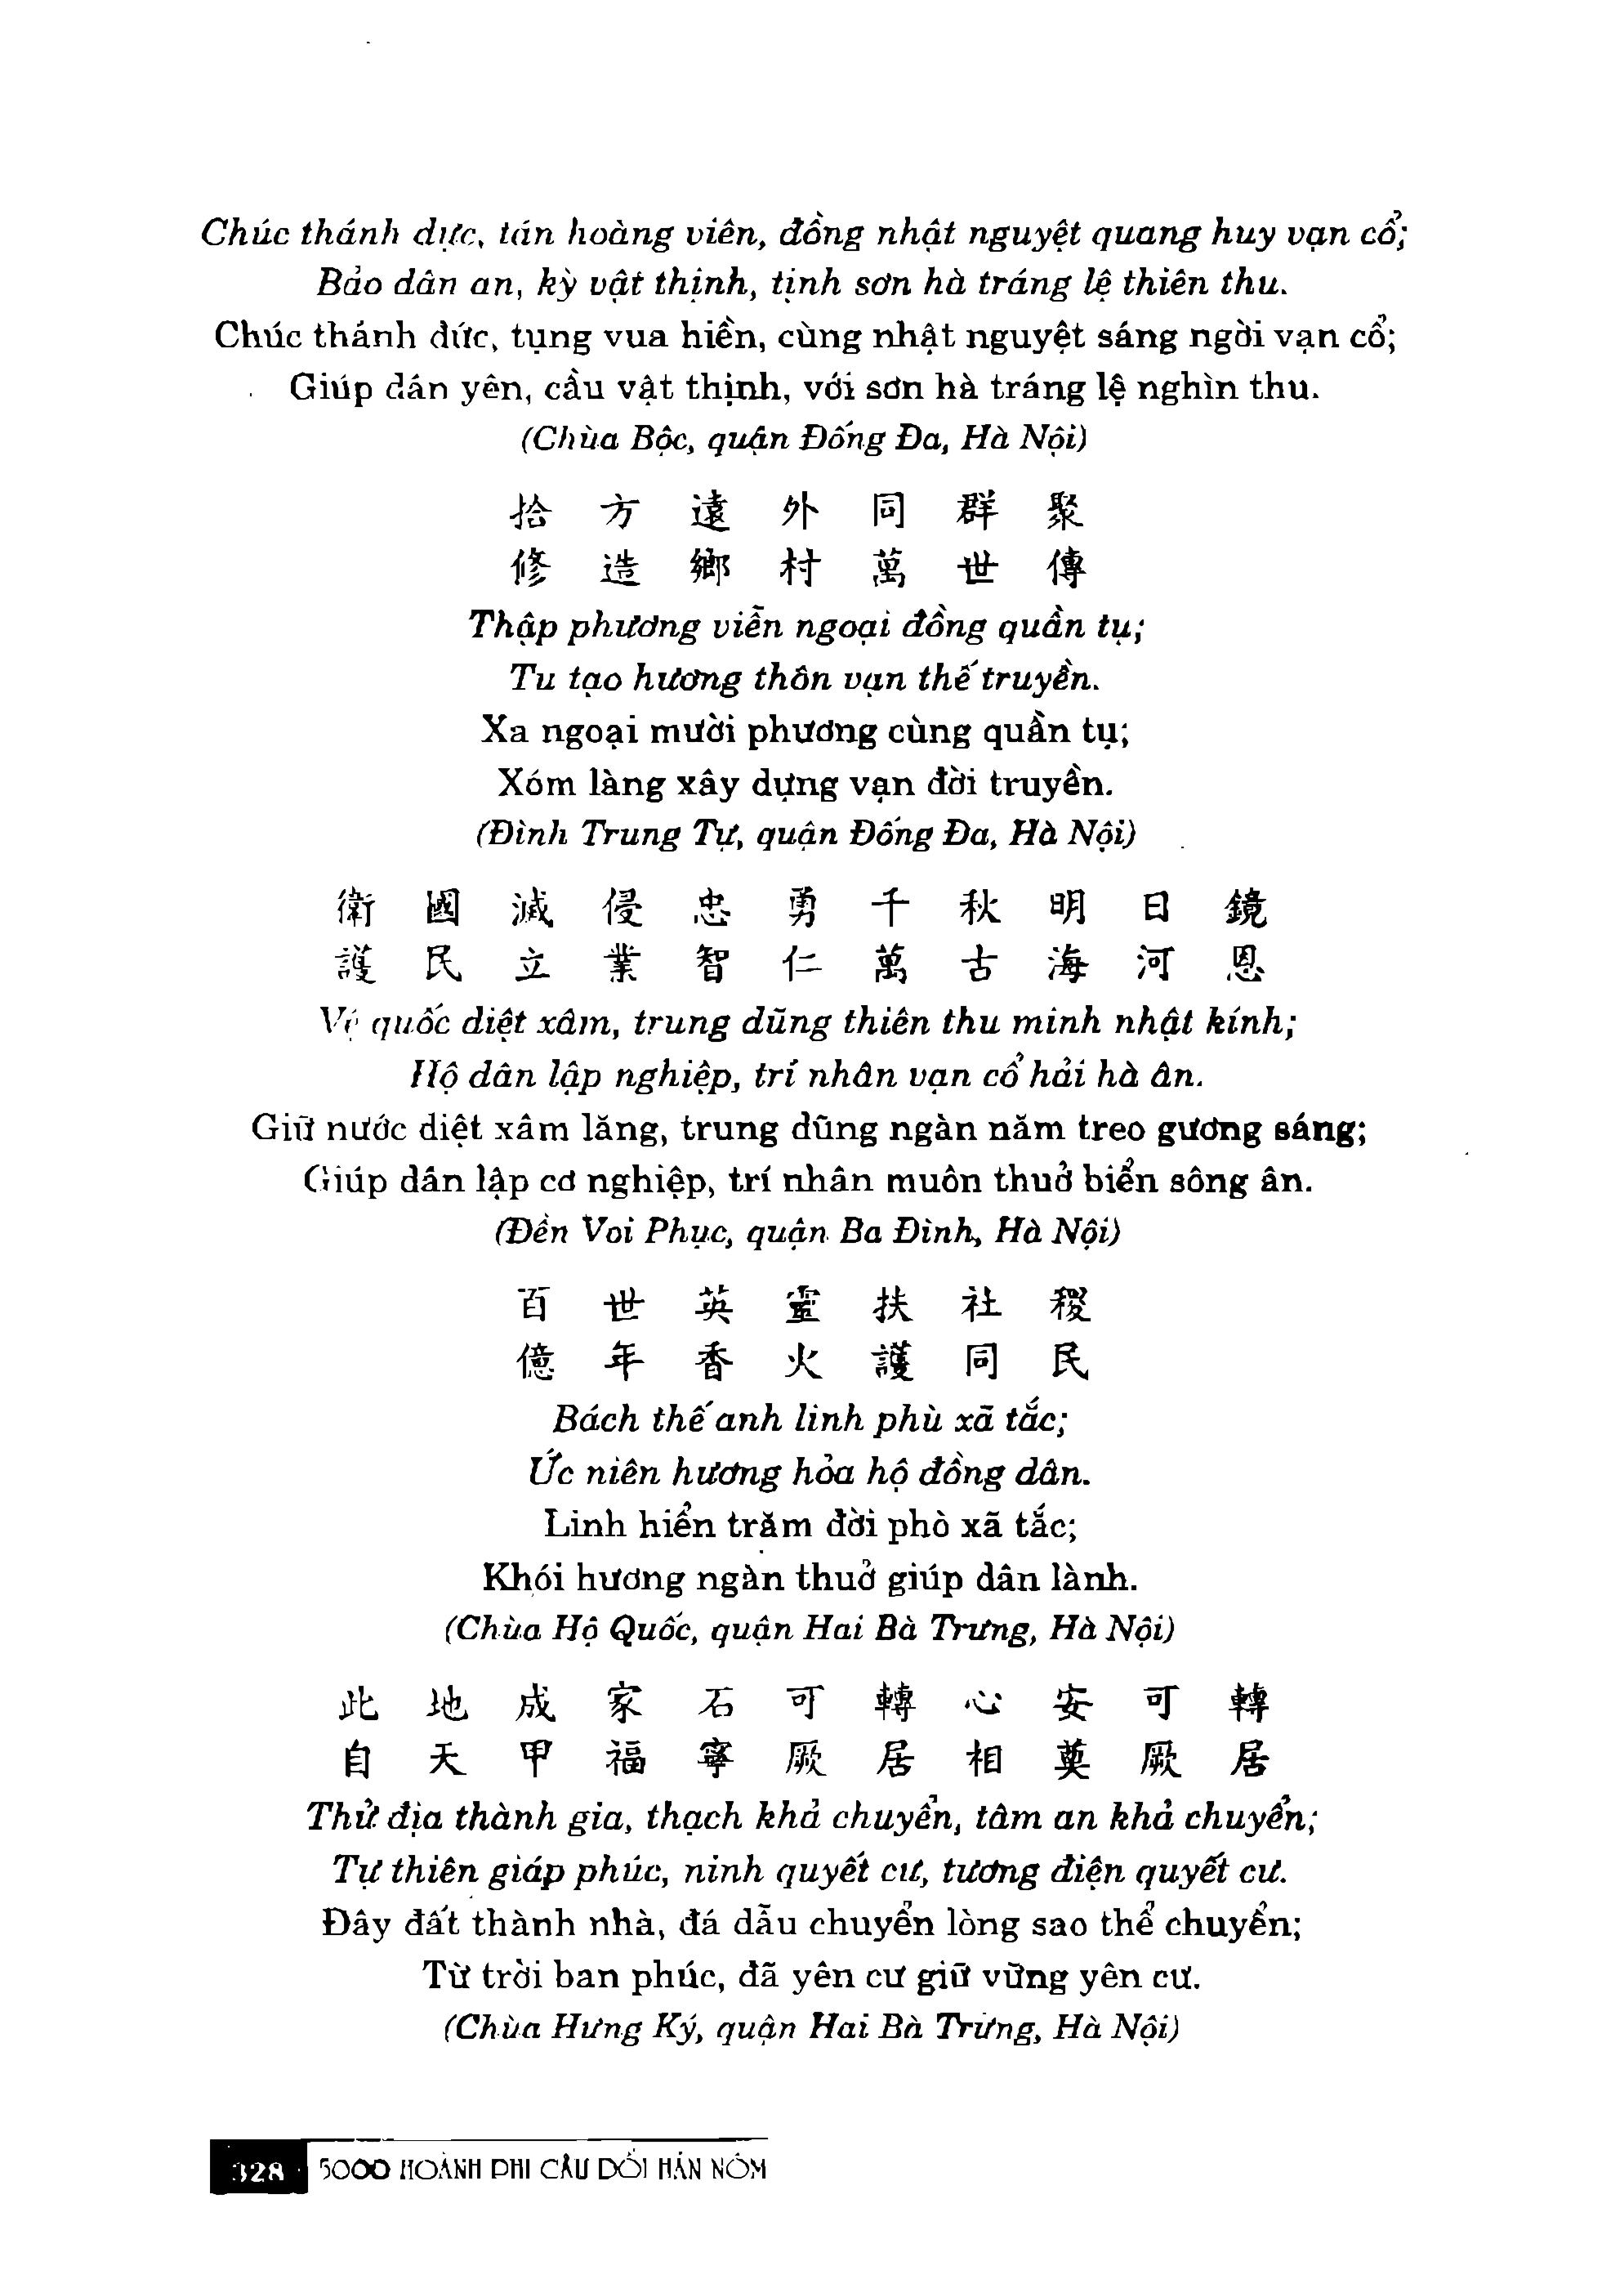 Chúc thánh dực, tán hoàng viên, đồng nhật nguyệt quang huy vạn cổ;
Bảo dân an, kỳ vật thịnh, tịnh sơn hà tráng lệ thiên thu.
Chúc thánh đức, tụng vua hiền, cùng nhật nguyệt sáng ngời vạn cổ;
Giúp dân yên, cầu vật thịnh, với sơn hà tráng lệ nghìn thu.
(Chùa Bộc, quận Đống Đa, Hà Nội)
拾 方 遠 外 同 群 聚
修 造 鄉 村 萬 世 傳
Thập phương viễn ngoại đồng quần tụ;
Tu tạo hương thôn vạn thế truyền.
Xa ngoại mười phương cùng quần tụ;
Xóm làng xây dựng vạn đời truyền.
(Đình Trung Tự, quận Đống Đa, Hà Nội)
衛 國 滅 侵 忠 勇 千 秋 明 日 鏡
護 民 立 業 智 仁 萬 古 海 河 恩
Vệ quốc diệt xâm, trung dũng thiên thu minh nhật kính;
Hộ dân lập nghiệp, trí nhân vạn cổ hải hà ân.
Giữ nước diệt xâm lăng, trung dũng ngàn năm treo gương sáng;
Giúp dân lập cơ nghiệp, trí nhân muôn thuở biển sông ân.
(Đền Voi Phục, quận Ba Đình, Hà Nội)
百 世 英 靈 扶 社 稷
億 年 香 火 護 同 民
Bách thế anh linh phù xã tắc;
Ức niên hương hỏa hộ đồng dân.
Linh hiển trăm đời phò xã tắc;
Khói hương ngàn thuở giúp dân lành.
(Chùa Hộ Quốc, quận Hai Bà Trưng, Hà Nội)
此 地 成 家 石 可 轉 心 安 可 轉
自 天 甲 福 寧 厥 居 相 奠 厥 居
Thử địa thành gia, thạch khả chuyển, tâm an khả chuyển;
Tự thiên giáp phúc, ninh quyết cư, tương điện quyết cư.
Đây đất thành nhà, đá dẫu chuyển lòng sao thể chuyển;
Từ trời ban phúc, đã yên cư giữ vững yên cư.
(Chùa Hưng Ký, quận Hai Bà Trưng, Hà Nội)
328 5000 HOÀNH PHI CÂU ĐỐI HÁN NÔM